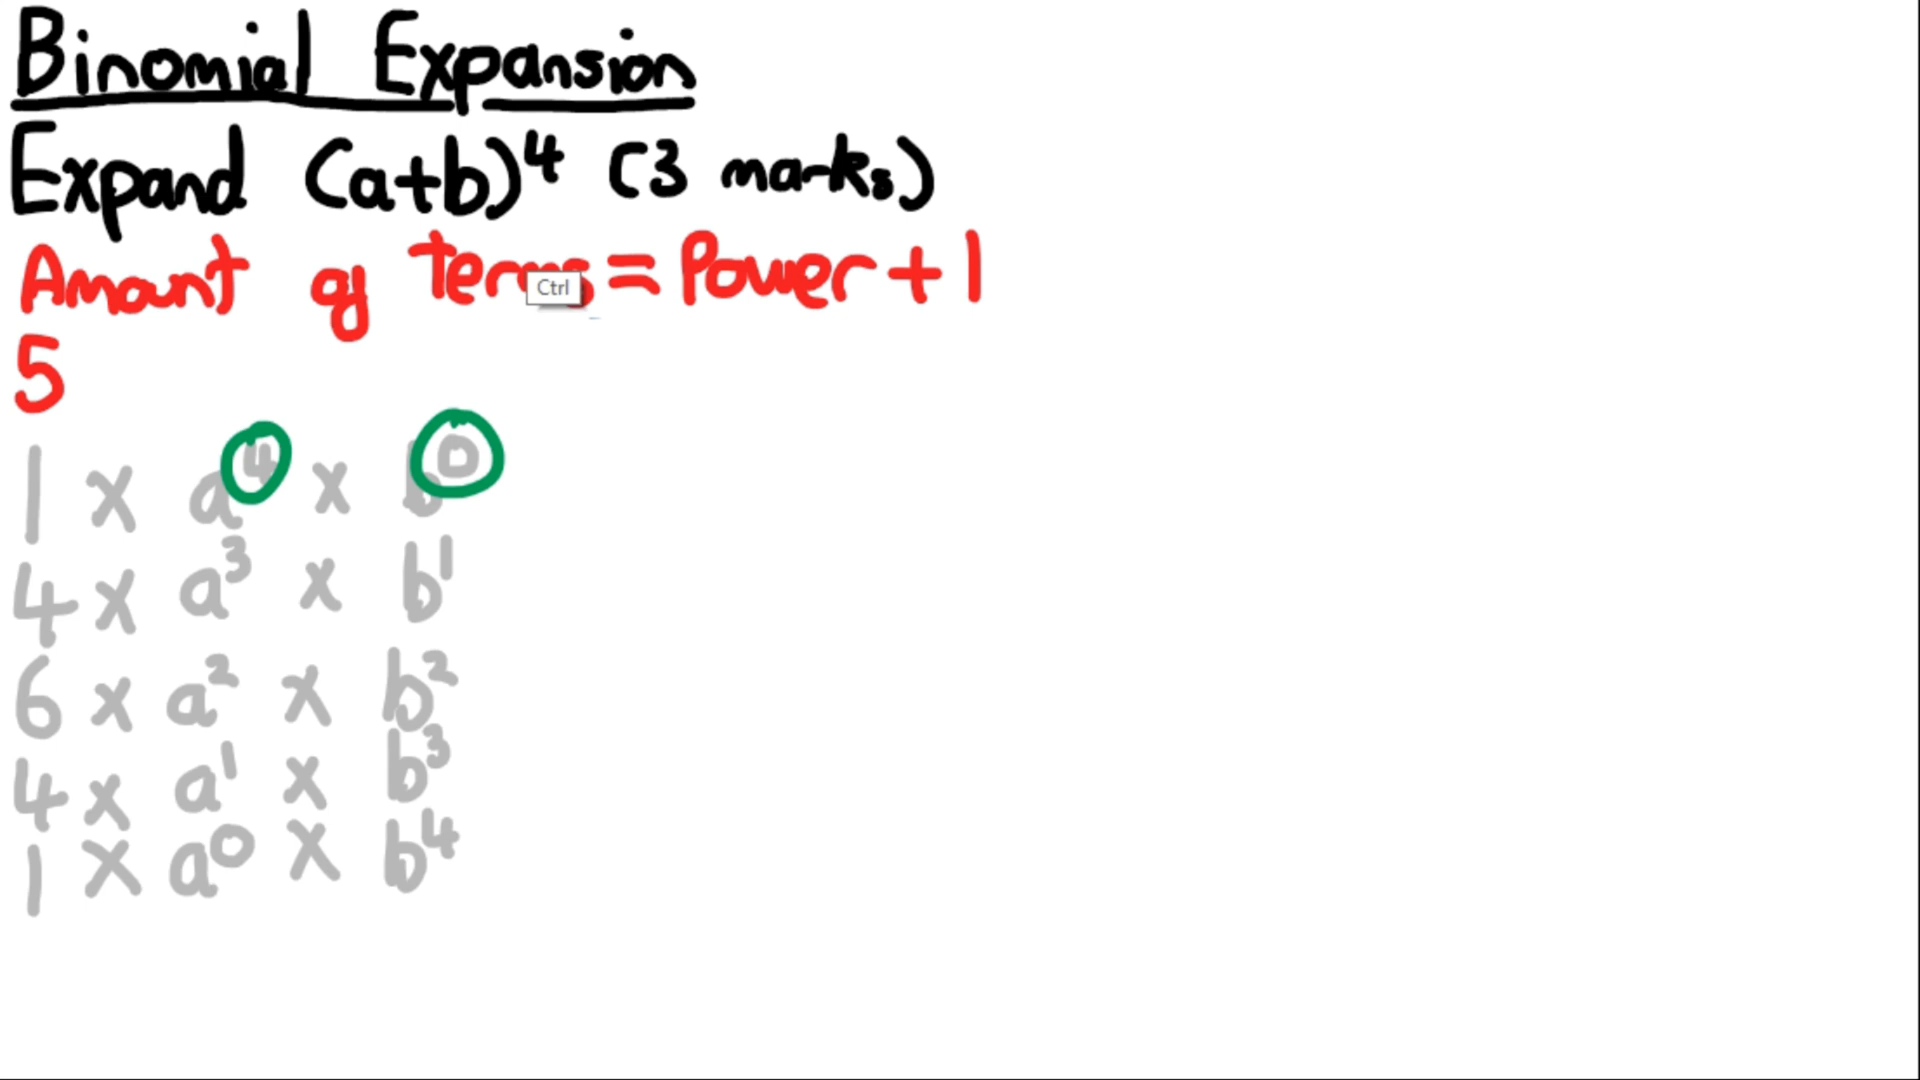 Binomial Expansion
Expand (a+b)⁴ (3 marks)
Amount of Terms = Power + 1
Ctrl
5
1 x a⁴ x b⁰
4 x a³ x b¹
6 x a² x b²
4 x a¹ x b³
1 x a⁰ x b⁴